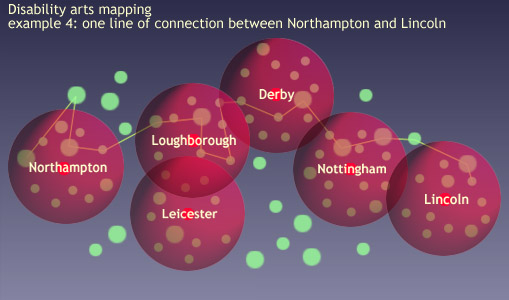 Disability arts mapping
example 4: one line of connection between Northampton and Lincoln
Derby
Loughborough
Northampton
Nottingham
Lincoln
Leicester